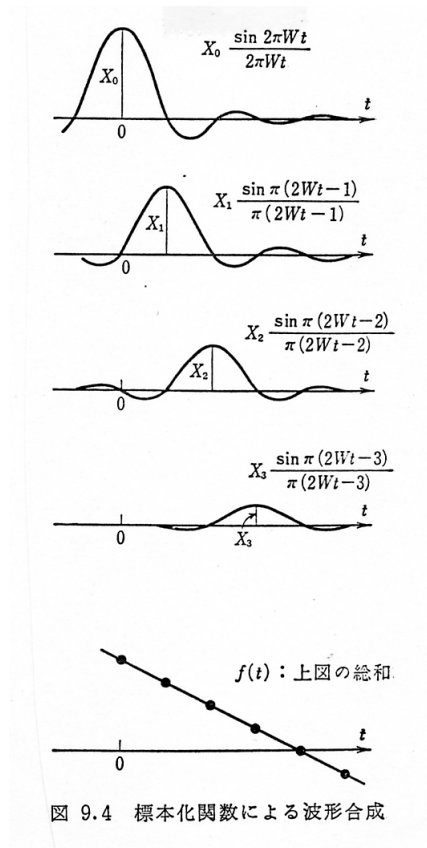 X₀ sin 2πWt / 2πWt
X₀
t
0
X₁ sin π(2Wt−1) / π(2Wt−1)
X₁
t
0
X₂ sin π(2Wt−2) / π(2Wt−2)
X₂
t
0
X₃ sin π(2Wt−3) / π(2Wt−3)
t
0
X₃
f(t)：上図の総和
t
0
図 9.4 標本化関数による波形合成